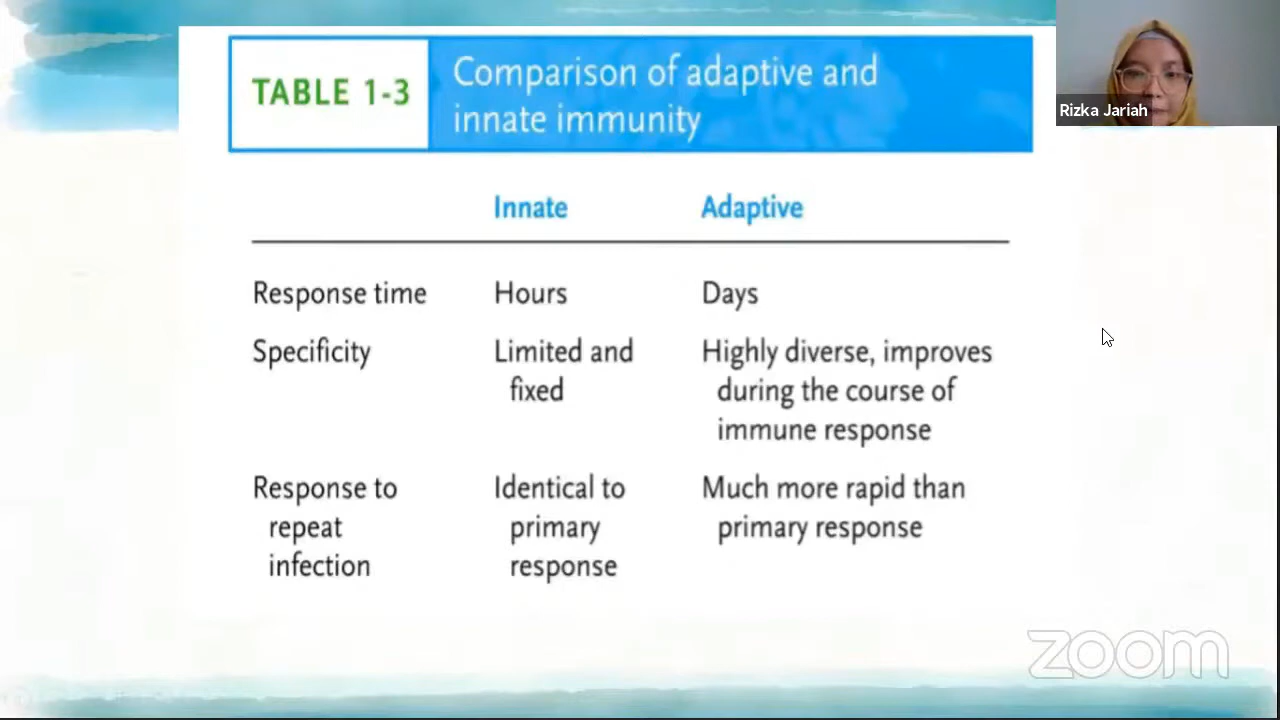 TABLE 1-3
Comparison of adaptive and
innate immunity
Rizka Jariah
Innate Adaptive
Response time Hours Days
Specificity Limited and Highly diverse, improves
fixed during the course of
immune response
Response to Identical to Much more rapid than
repeat primary primary response
infection response
zoom